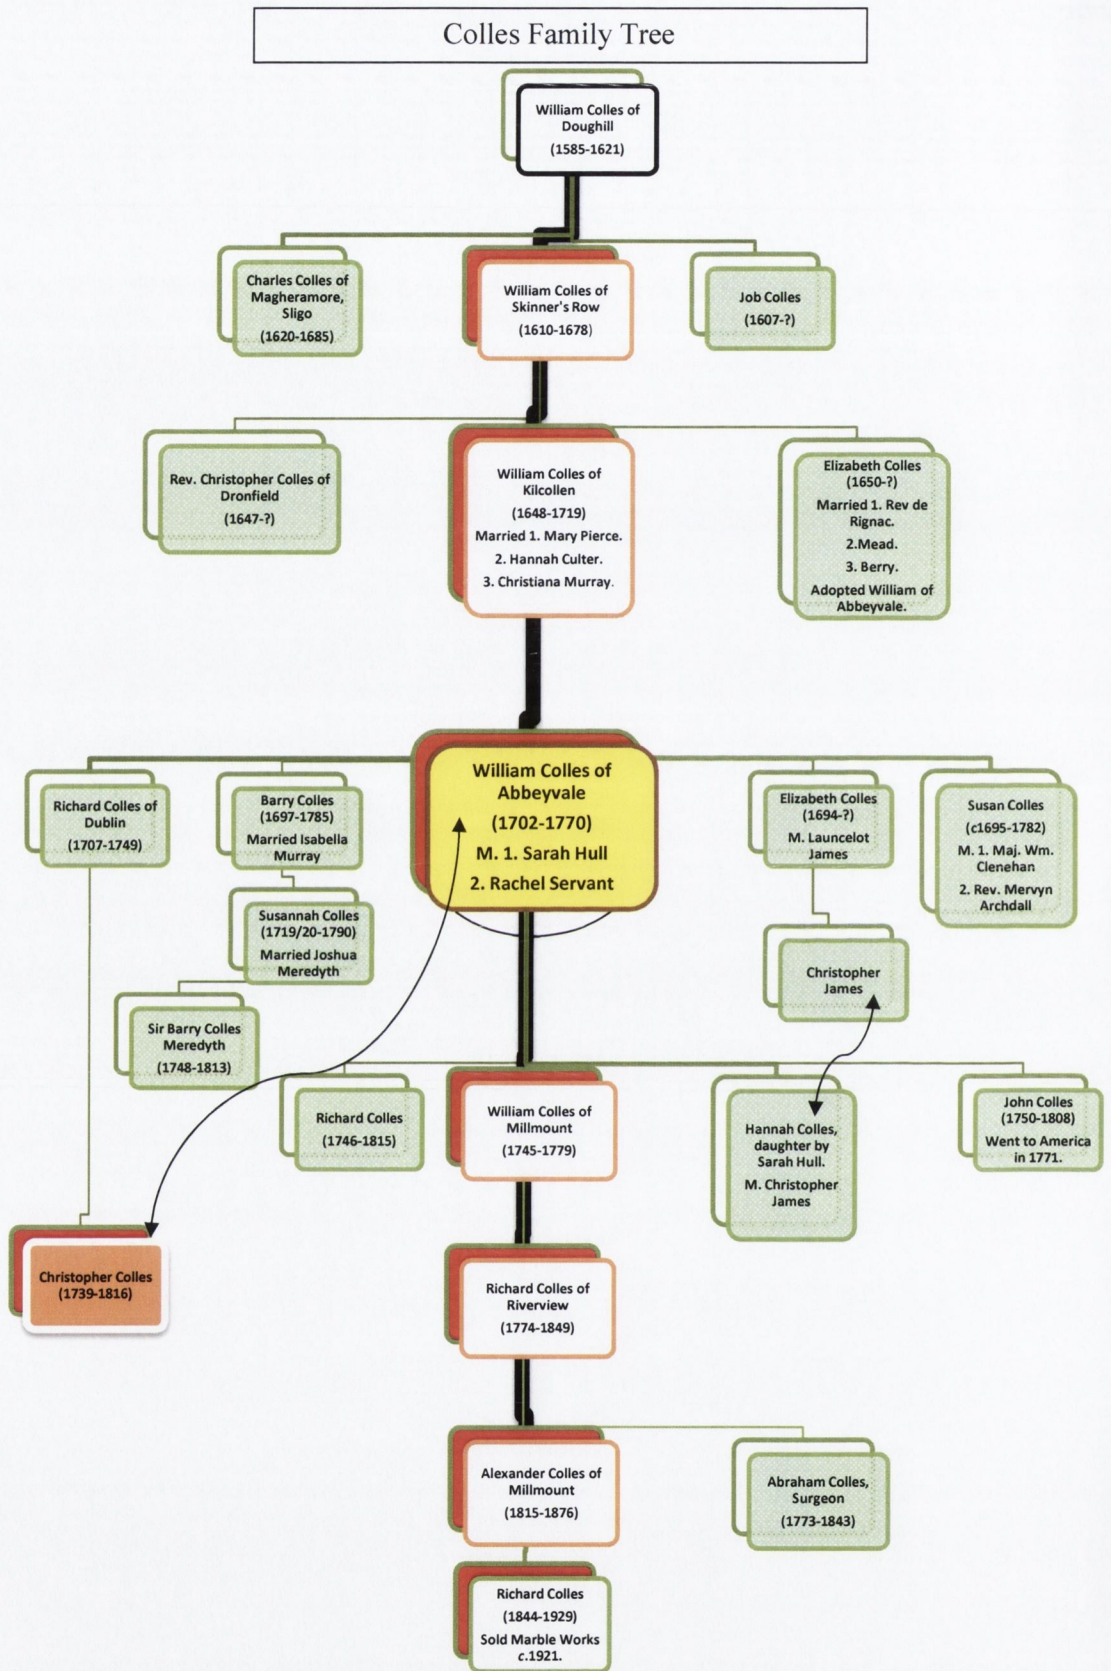 Colles Family Tree
William Colles of
Doughill
(1585-1621)
Charles Colles of
Magheramore,
Sligo
(1620-1685)
William Colles of
Skinner's Row
(1610-1678)
Job Colles
(1607-?)
Rev. Christopher Colles of
Dronfield
(1647-?)
William Colles of
Kilcollen
(1648-1719)
Married 1. Mary Pierce.
2. Hannah Culter.
3. Christiana Murray.
Elizabeth Colles
(1650-?)
Married 1. Rev de
Rignac.
2.Mead.
3. Berry.
Adopted William of
Abbeyvale.
Richard Colles of
Dublin
(1707-1749)
Barry Colles
(1697-1785)
Married Isabella
Murray
William Colles of
Abbeyvale
(1702-1770)
M. 1. Sarah Hull
2. Rachel Servant
Elizabeth Colles
(1694-?)
M. Launcelot
James
Susan Colles
(c1695-1782)
M. 1. Maj. Wm.
Clenehan
2. Rev. Mervyn
Archdall
Susannah Colles
(1719/20-1790)
Married Joshua
Meredyth
Christopher
James
Sir Barry Colles
Meredyth
(1748-1813)
Richard Colles
(1746-1815)
William Colles of
Millmount
(1745-1779)
Hannah Colles,
daughter by
Sarah Hull.
M. Christopher
James
John Colles
(1750-1808)
Went to America
in 1771.
Christopher Colles
(1739-1816)
Richard Colles of
Riverview
(1774-1849)
Alexander Colles of
Millmount
(1815-1876)
Abraham Colles,
Surgeon
(1773-1843)
Richard Colles
(1844-1929)
Sold Marble Works
c.1921.